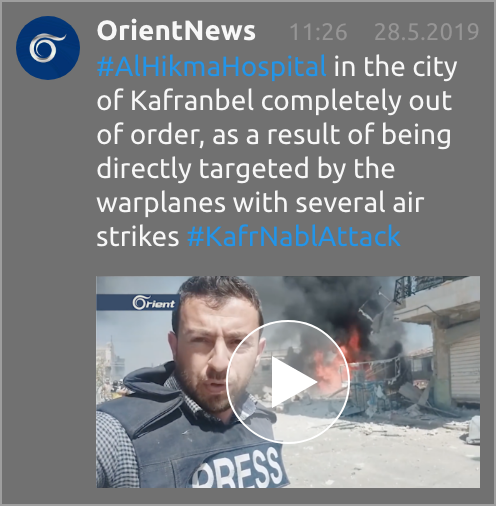 OrientNews 11:26 28.5.2019
#AlHikmaHospital in the city
of Kafranbel completely out
of order, as a result of being
directly targeted by the
warplanes with several air
strikes #KafrNablAttack
Orient
PRESS